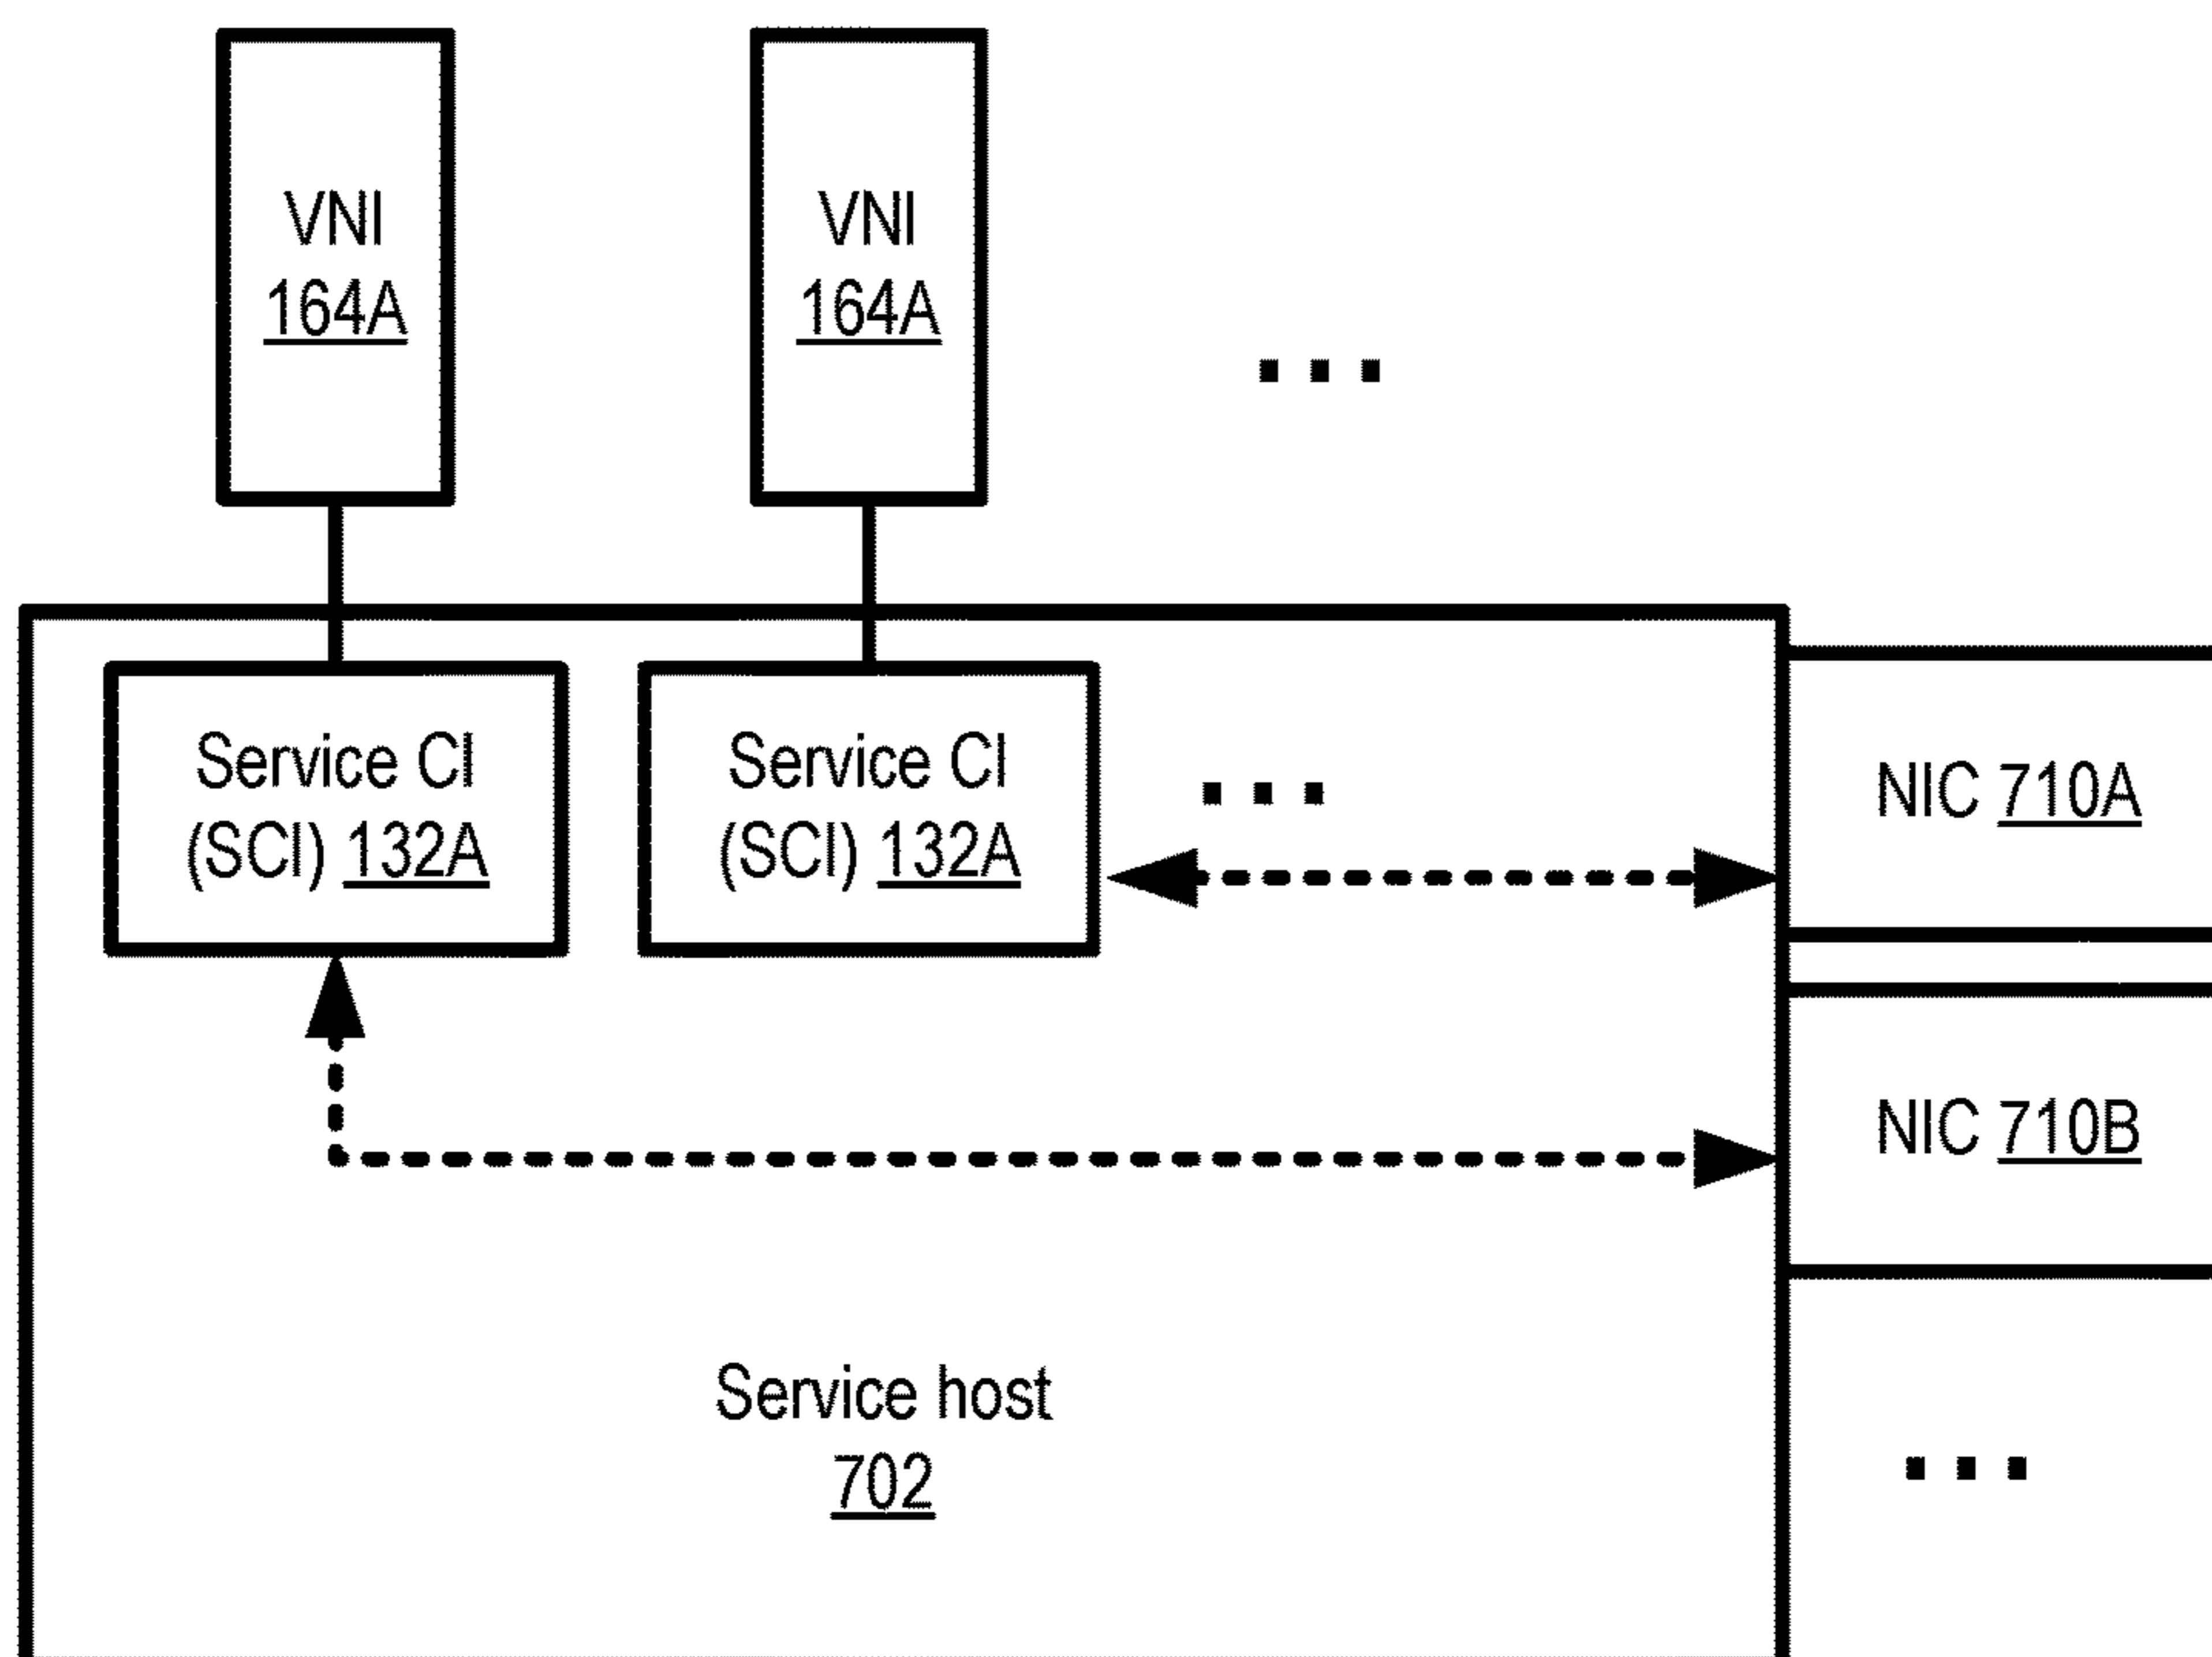 VNI
164A
VNI
164A
...
Service CI
(SCI) 132A
Service CI
(SCI) 132A
...
NIC 710A
NIC 710B
Service host
702
...